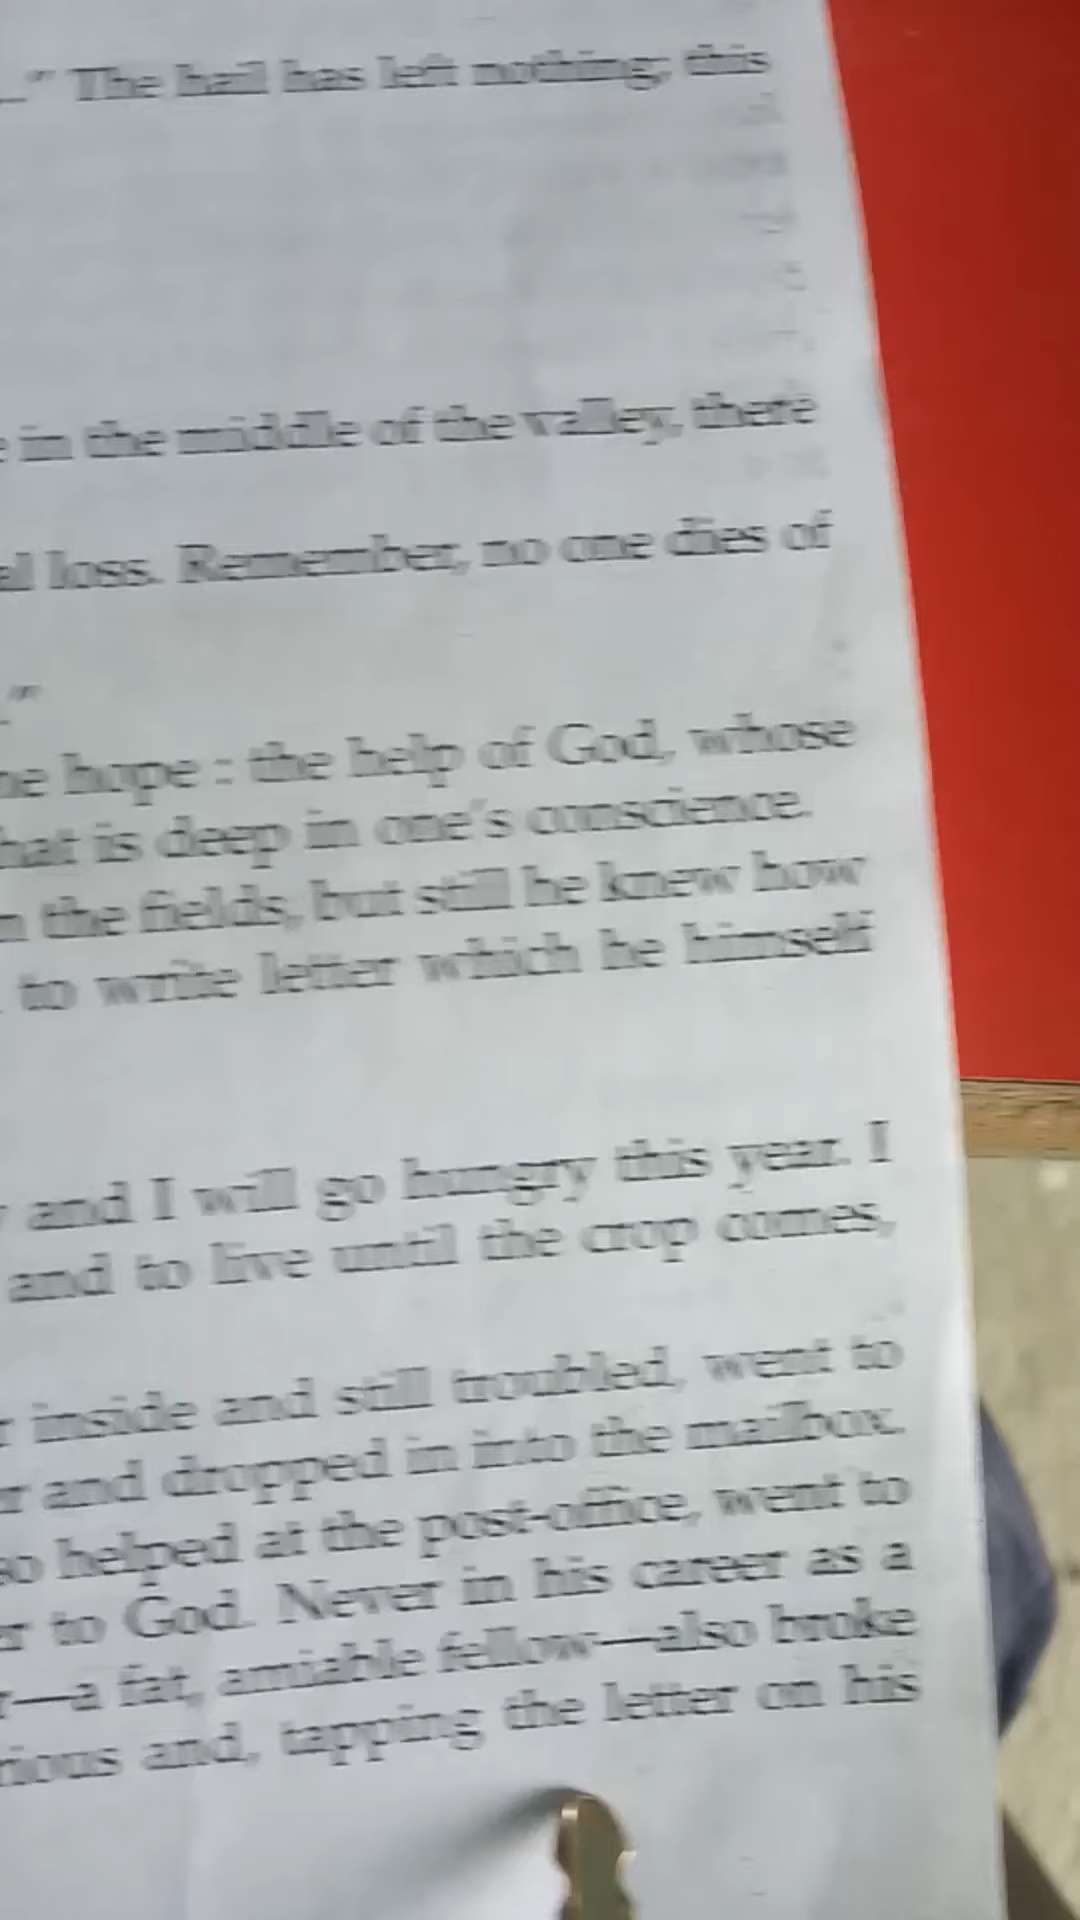 ." The hail has left nothing; this
in the middle of the valley, there
loss. Remember, no one dies of
."
hope : the help of God, whose
is deep in one's conscience.
the fields, but still he knew how
to write letter which he himself
and I will go hungry this year. I
and to live until the crop comes,
inside and still troubled, went to
and dropped in into the mailbox.
helped at the post-office, went to
to God. Never in his career as a
—a fat, amiable fellow—also broke
and, tapping the letter on his